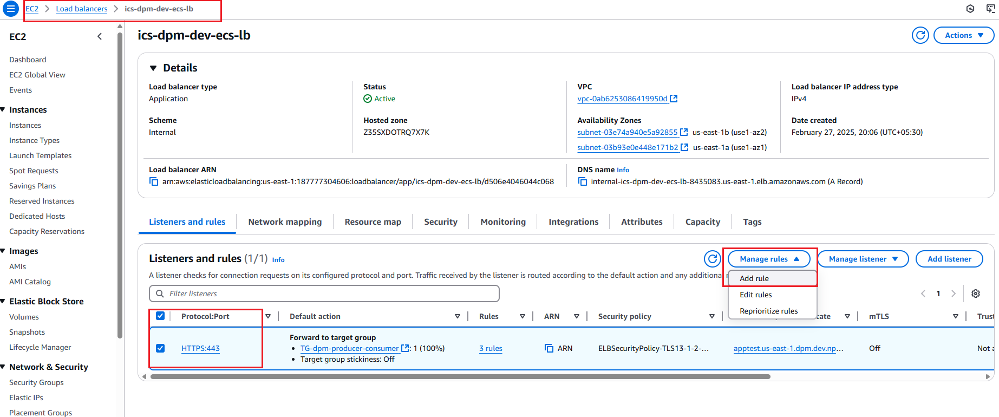 EC2 > Load balancers > ics-dpm-dev-ecs-lb
EC2
Dashboard
EC2 Global View
Events
Instances
Instances
Instance Types
Launch Templates
Spot Requests
Savings Plans
Reserved Instances
Dedicated Hosts
Capacity Reservations
Images
AMIs
AMI Catalog
Elastic Block Store
Volumes
Snapshots
Lifecycle Manager
Network & Security
Security Groups
Elastic IPs
Placement Groups
ics-dpm-dev-ecs-lb
Actions
Details
Load balancer type
Application
Status
Active
VPC
vpc-0ab6253086419950d
Load balancer IP address type
IPv4
Scheme
Internal
Hosted zone
Z35SXDOTRQ7X7K
Availability Zones
subnet-03e74a940e5a92855 us-east-1b (use1-az2)
subnet-03b93e0e448e171b2 us-east-1a (use1-az1)
Date created
February 27, 2025, 20:06 (UTC+05:30)
Load balancer ARN
arn:aws:elasticloadbalancing:us-east-1:187777304606:loadbalancer/app/ics-dpm-dev-ecs-lb/d506e4046044c068
DNS name Info
internal-ics-dpm-dev-ecs-lb-8435083.us-east-1.elb.amazonaws.com (A Record)
Listeners and rules Network mapping Resource map Security Monitoring Integrations Attributes Capacity Tags
Listeners and rules (1/1) Info
Manage rules Manage listener Add listener
Add rule
Edit rules
Reprioritize rules
A listener checks for connection requests on its configured protocol and port. Traffic received by the listener is routed according to the default action and any additional
Filter listeners
1
Protocol:Port Default action Rules ARN Security policy cate mTLS Trust
HTTPS:443
Forward to target group
• TG-dpm-producer-consumer : 1 (100%)
• Target group stickiness: Off
3 rules
ARN
ELBSecurityPolicy-TLS13-1-2-...
apptest.us-east-1.dpm.dev.np...
Off
Not a